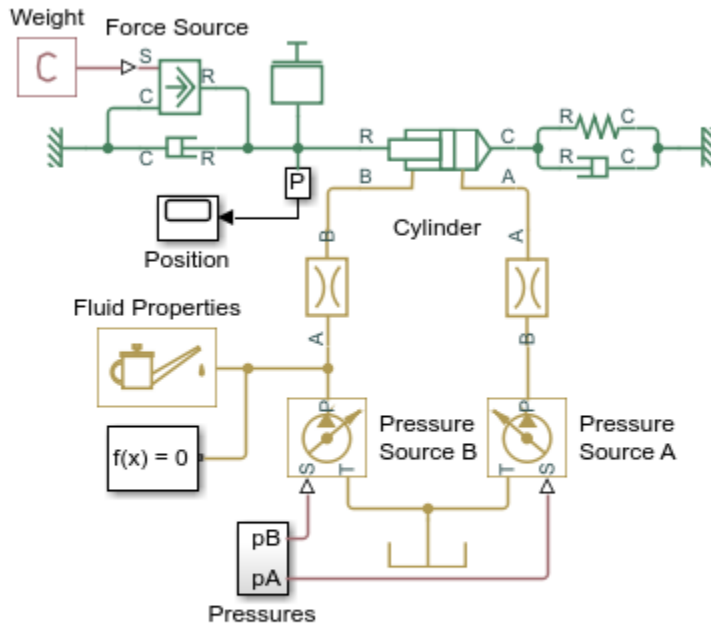 Weight
Force Source
C
S
R
C
C
R
R
C
R
C
R
C
P
B
A
Cylinder
Position
B
A
Fluid Properties
A
B
f(x) = 0
P
P
Pressure
Source B
Pressure
Source A
S
T
T
S
pB
pA
Pressures